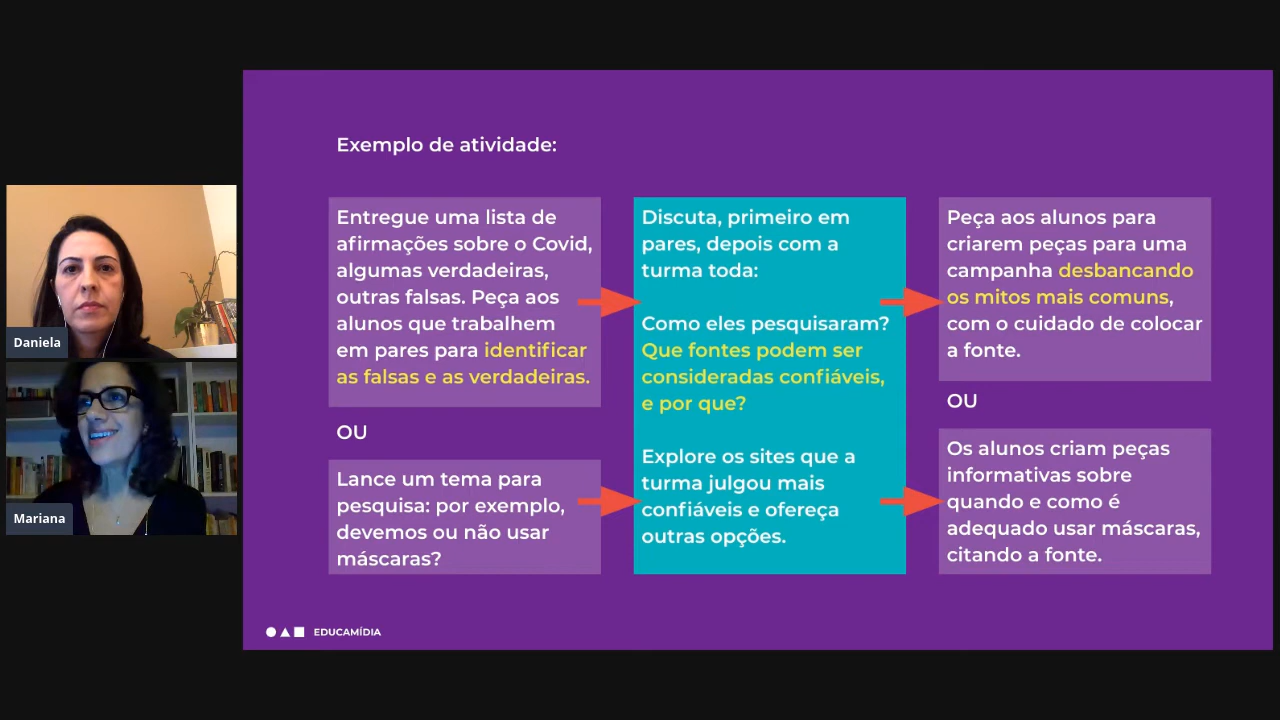 Exemplo de atividade:
Entregue uma lista de
afirmações sobre o Covid,
algumas verdadeiras,
outras falsas. Peça aos
alunos que trabalhem
em pares para identificar
as falsas e as verdadeiras.
OU
Lance um tema para
pesquisa: por exemplo,
devemos ou não usar
máscaras?
Discuta, primeiro em
pares, depois com a
turma toda:
Como eles pesquisaram?
Que fontes podem ser
consideradas confiáveis,
e por que?
Explore os sites que a
turma julgou mais
confiáveis e ofereça
outras opções.
Peça aos alunos para
criarem peças para uma
campanha desbancando
os mitos mais comuns,
com o cuidado de colocar
a fonte.
OU
Os alunos criam peças
informativas sobre
quando e como é
adequado usar máscaras,
citando a fonte.
EDUCAMÍDIA
Daniela
Mariana